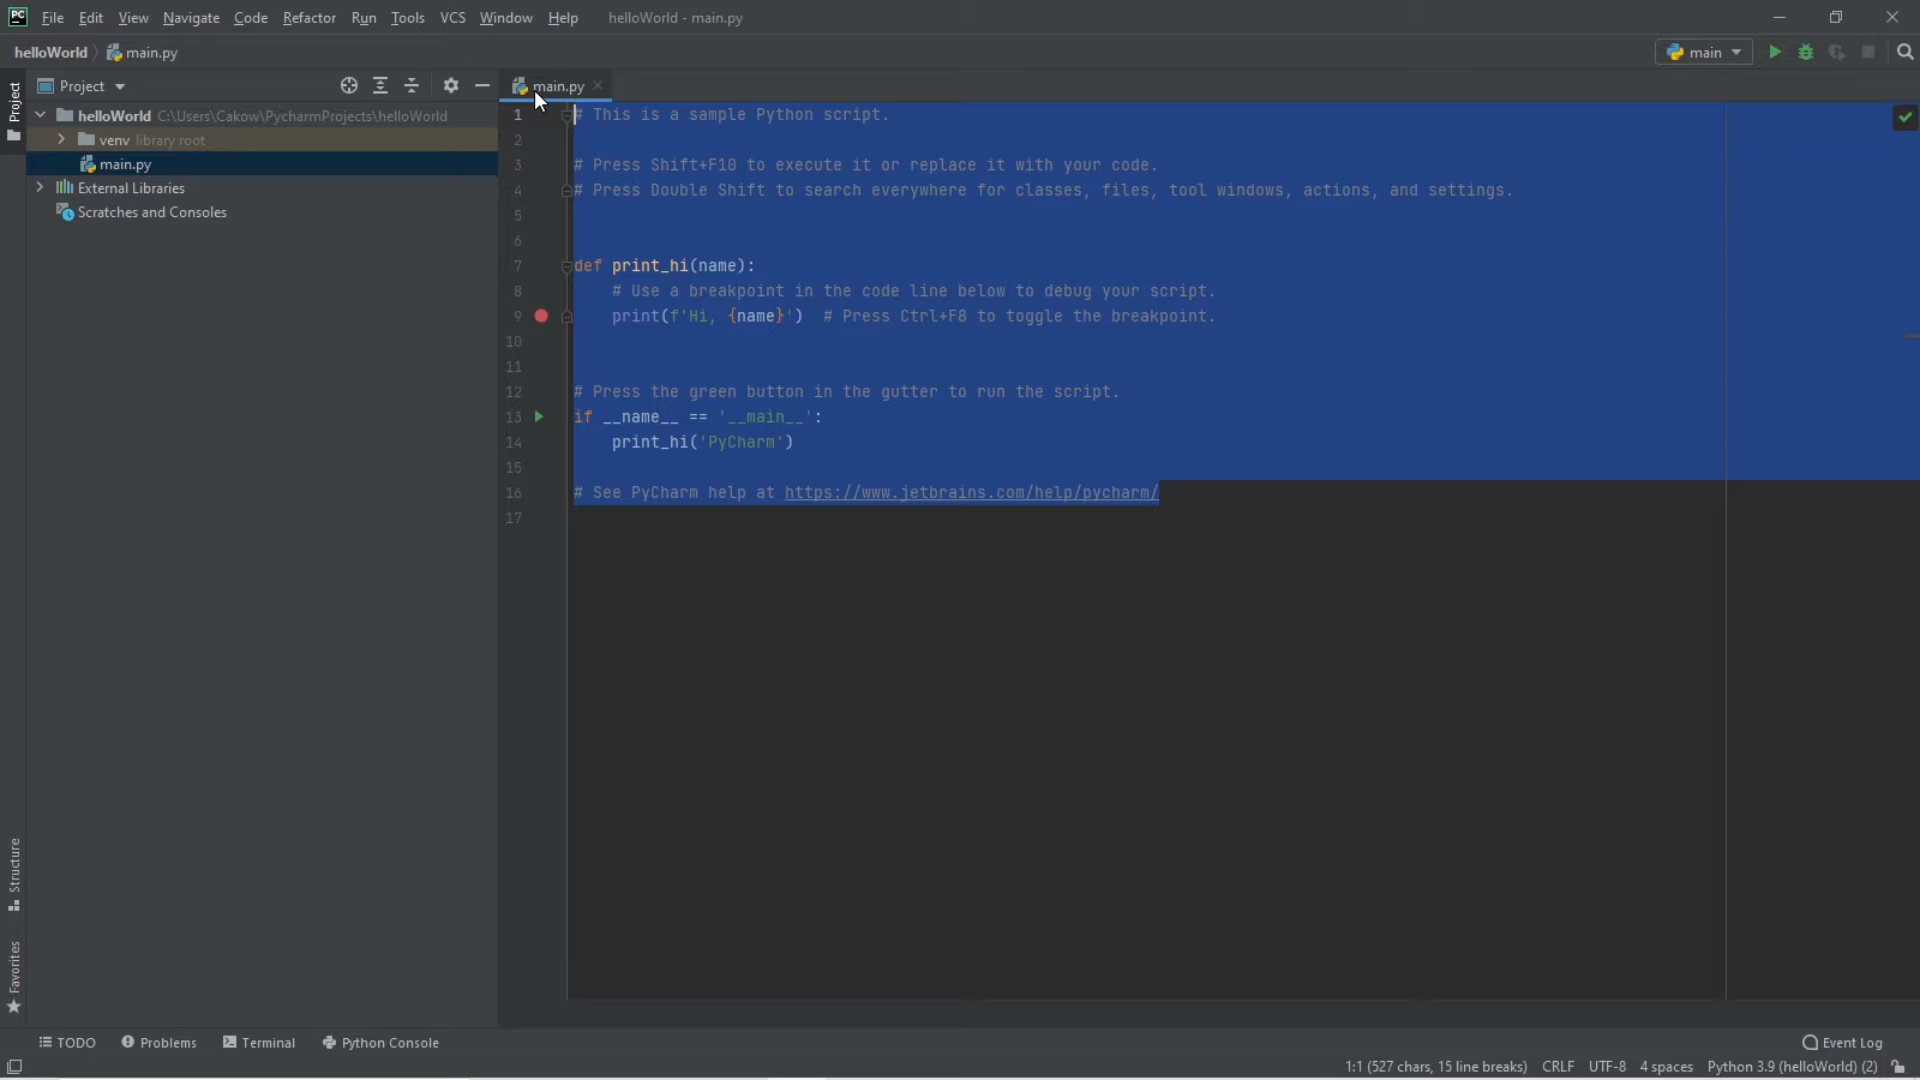 PC File Edit View Navigate Code Refactor Run Tools VCS Window Help helloWorld - main.py
helloWorld main.py main
Project
Project
main.py
helloWorld C:\Users\Cakow\PycharmProjects\helloWorld
venv library root
main.py
External Libraries
Scratches and Consoles
1 # This is a sample Python script.
2
3 # Press Shift+F10 to execute it or replace it with your code.
4 # Press Double Shift to search everywhere for classes, files, tool windows, actions, and settings.
5
6
7 def print_hi(name):
8 # Use a breakpoint in the code line below to debug your script.
9 print(f'Hi, {name}') # Press Ctrl+F8 to toggle the breakpoint.
10
11
12 # Press the green button in the gutter to run the script.
13 if __name__ == '__main__':
14 print_hi('PyCharm')
15
16 # See PyCharm help at https://www.jetbrains.com/help/pycharm/
17
Structure
Favorites
TODO Problems Terminal Python Console Event Log
1:1 (527 chars, 15 line breaks) CRLF UTF-8 4 spaces Python 3.9 (helloWorld) (2)